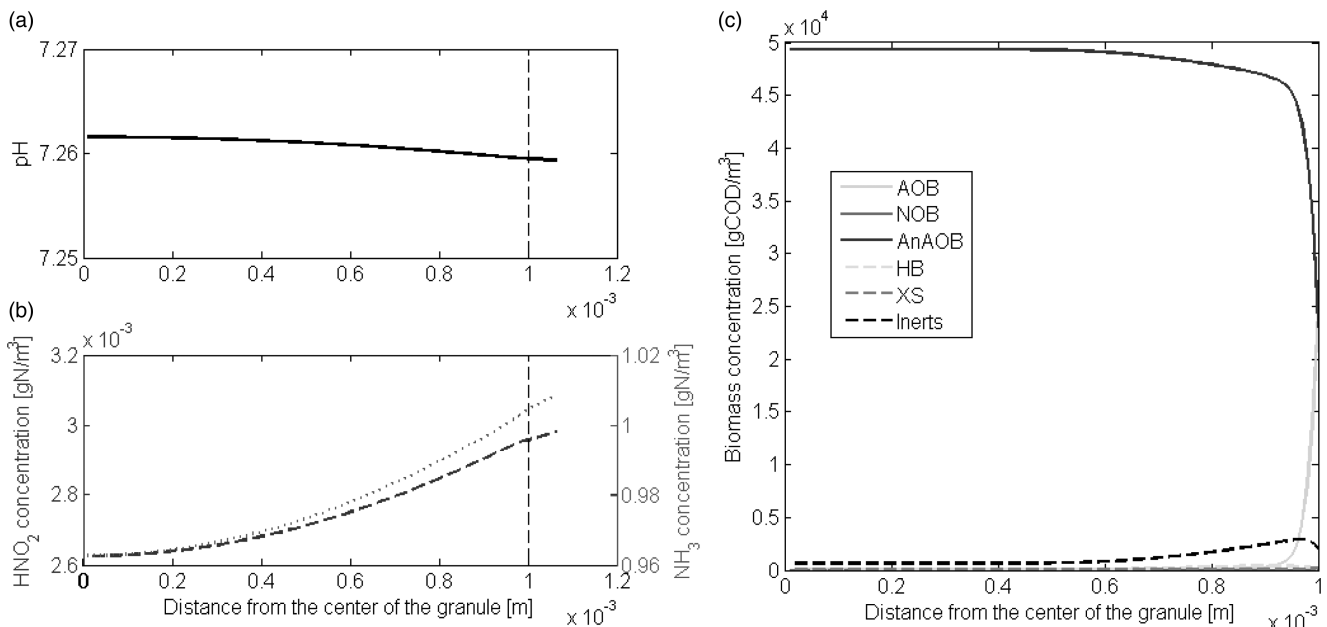 (a)
7.27
7.26
7.25
pH
0 0.2 0.4 0.6 0.8 1 1.2
x 10-3
(b)
x 10-3
3.2
3
2.8
2.6
HNO2 concentration [gN/m3]
1.02
1
0.98
0.96
NH3 concentration [gN/m3]
0 0.2 0.4 0.6 0.8 1 1.2
Distance from the center of the granule [m]
x 10-3
(c)
x 104
5
4.5
4
3.5
3
2.5
2
1.5
1
0.5
0
Biomass concentration [gCOD/m3]
AOB
NOB
AnAOB
HB
XS
Inerts
0 0.2 0.4 0.6 0.8 1
Distance from the center of the granule [m]
x 10-3